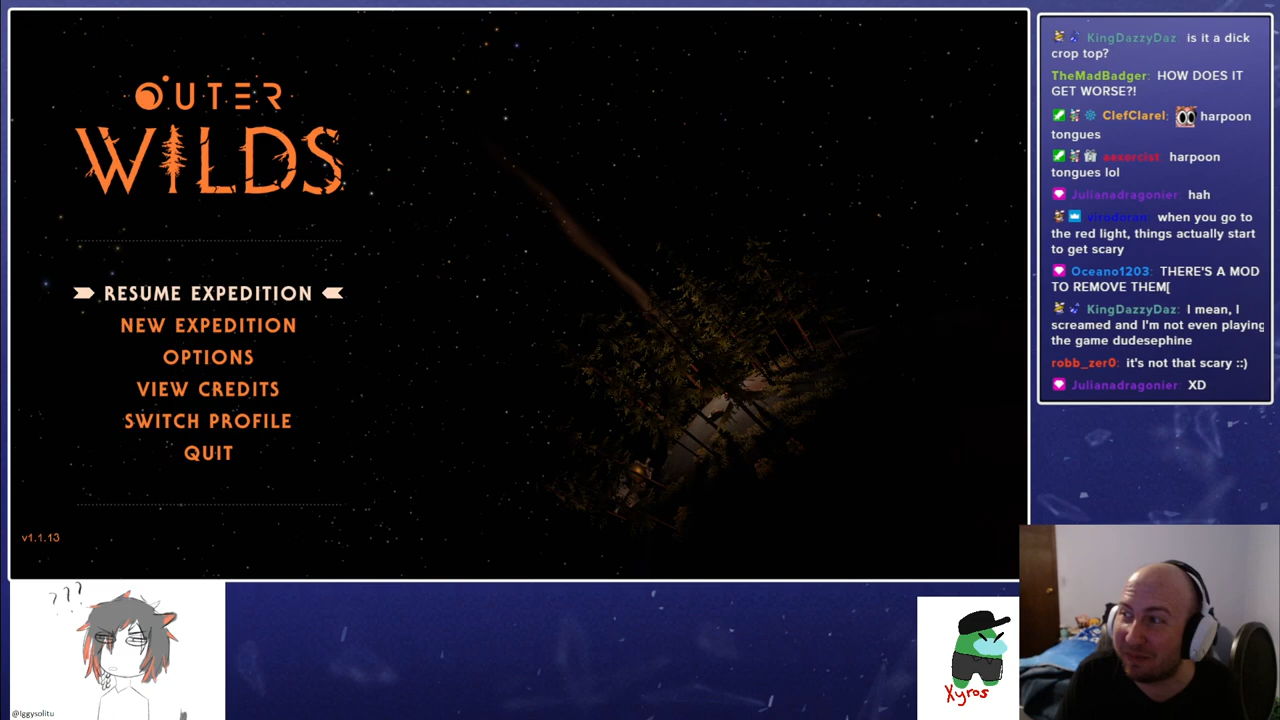 OUTER
WILDS
RESUME EXPEDITION
NEW EXPEDITION
OPTIONS
VIEW CREDITS
SWITCH PROFILE
QUIT
v1.1.13
KingDazzyDaz is it a dick
crop top?
TheMadBadger: HOW DOES IT
GET WORSE?!
ClefClarel: harpoon
tongues
aexorcist harpoon
tongues lol
Julianadragonier: hah
virodoran: when you go to
the red light, things actually start
to get scary
Oceano1203: THERE'S A MOD
TO REMOVE THEM[
KingDazzyDaz: I mean, I
screamed and I'm not even playing
the game dudesephine
robb_zer0: it's not that scary ::)
Julianadragonier: XD
???
@Iggysolitu
Xyros